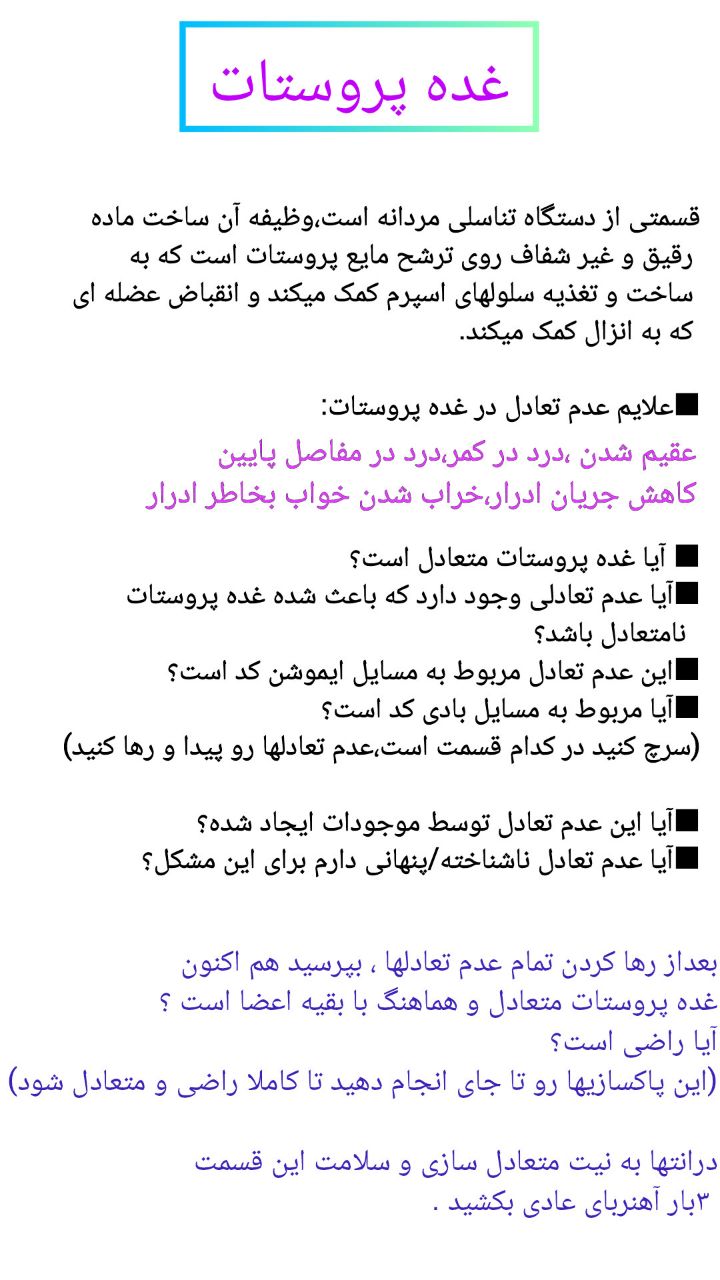 غده پروستات
قسمتی از دستگاه تناسلی مردانه است،وظیفه آن ساخت ماده
رقیق و غیر شفاف روی ترشح مایع پروستات است که به
ساخت و تغذیه سلولهای اسپرم کمک میکند و انقباض عضله ای
که به انزال کمک میکند.
■علایم عدم تعادل در غده پروستات:
عقیم شدن ،درد در کمر،درد در مفاصل پایین
کاهش جریان ادرار،خراب شدن خواب بخاطر ادرار
■ آیا غده پروستات متعادل است؟
■آیا عدم تعادلی وجود دارد که باعث شده غده پروستات
نامتعادل باشد؟
■این عدم تعادل مربوط به مسایل ایموشن کد است؟
■آیا مربوط به مسایل بادی کد است؟
(سرچ کنید در کدام قسمت است،عدم تعادلها رو پیدا و رها کنید)
■آیا این عدم تعادل توسط موجودات ایجاد شده؟
■آیا عدم تعادل ناشناخته/پنهانی دارم برای این مشکل؟
بعداز رها کردن تمام عدم تعادلها ، بپرسید هم اکنون
غده پروستات متعادل و هماهنگ با بقیه اعضا است ؟
آیا راضی است؟
(این پاکسازیها رو تا جای انجام دهید تا کاملا راضی و متعادل شود)
درانتها به نیت متعادل سازی و سلامت این قسمت
۳بار آهنربای عادی بکشید .